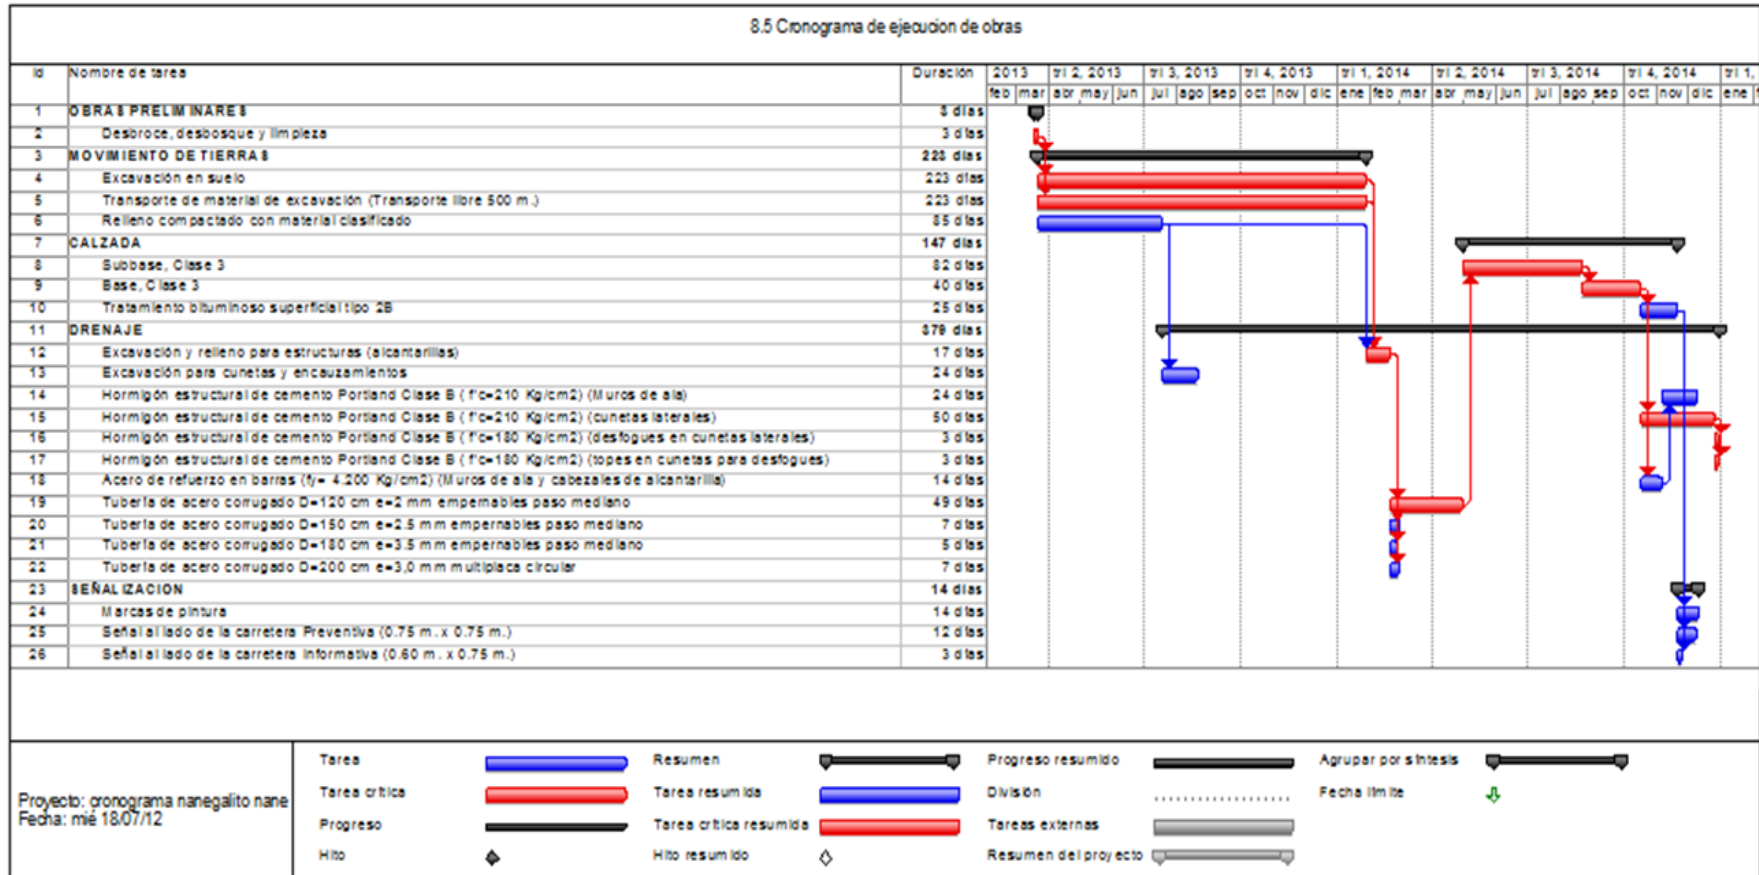 8.5 Cronograma de ejecucion de obras
Id Nombre de tarea Duración 2013 tri 2, 2013 tri 3, 2013 tri 4, 2013 tri 1, 2014 tri 2, 2014 tri 3, 2014 tri 4, 2014 tri 1,
feb mar abr may jun jul ago sep oct nov dic ene feb mar abr may jun jul ago sep oct nov dic ene f
1 OBRAS PRELIMINARES 3 días
2 Desbroce, desbosque y limpieza 3 días
3 MOVIMIENTO DE TIERRAS 223 días
4 Excavación en suelo 223 días
5 Transporte de material de excavación (Transporte libre 500 m.) 223 días
6 Relleno compactado con material clasificado 85 días
7 CALZADA 147 días
8 Subbase, Clase 3 82 días
9 Base, Clase 3 40 días
10 Tratamiento bituminoso superficial tipo 2B 25 días
11 DRENAJE 379 días
12 Excavación y relleno para estructuras (alcantarillas) 17 días
13 Excavación para cunetas y encauzamientos 24 días
14 Hormigón estructural de cemento Portland Clase B ( f'c=210 Kg/cm2) (Muros de ala) 24 días
15 Hormigón estructural de cemento Portland Clase B ( f'c=210 Kg/cm2) (cunetas laterales) 50 días
16 Hormigón estructural de cemento Portland Clase B ( f'c=180 Kg/cm2) (desfogues en cunetas laterales) 3 días
17 Hormigón estructural de cemento Portland Clase B ( f'c=180 Kg/cm2) (topes en cunetas para desfogues) 3 días
18 Acero de refuerzo en barras (fy= 4.200 Kg/cm2) (Muros de ala y cabezales de alcantarilla) 14 días
19 Tubería de acero corrugado D=120 cm e=2 mm empernables paso mediano 49 días
20 Tubería de acero corrugado D=150 cm e=2.5 mm empernables paso mediano 7 días
21 Tubería de acero corrugado D=180 cm e=3.5 mm empernables paso mediano 5 días
22 Tubería de acero corrugado D=200 cm e=3,0 mm multiplaca circular 7 días
23 SEÑALIZACION 14 días
24 Marcas de pintura 14 días
25 Señal al lado de la carretera Preventiva (0.75 m. x 0.75 m.) 12 días
26 Señal al lado de la carretera Informativa (0.60 m. x 0.75 m.) 3 días
Proyecto: cronograma nanegalito nane
Fecha: mié 18/07/12
Tarea Resumen Progreso resumido Agrupar por síntesis
Tarea crítica Tarea resumida División Fecha límite
Progreso Tarea crítica resumida Tareas externas
Hito Hito resumido Resumen del proyecto